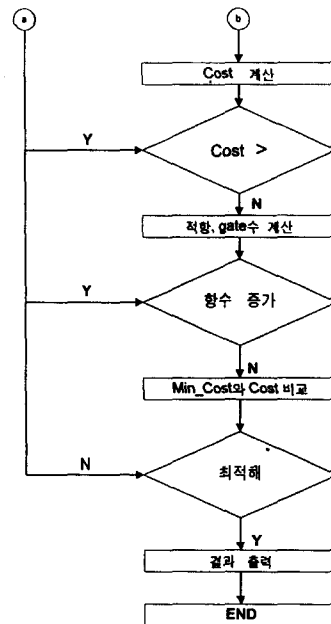 a
b
Cost 계산
Y
Cost >
N
적항, gate수 계산
Y
항수 증가
N
Min_Cost와 Cost 비교
N
최적해
Y
결과 출력
END